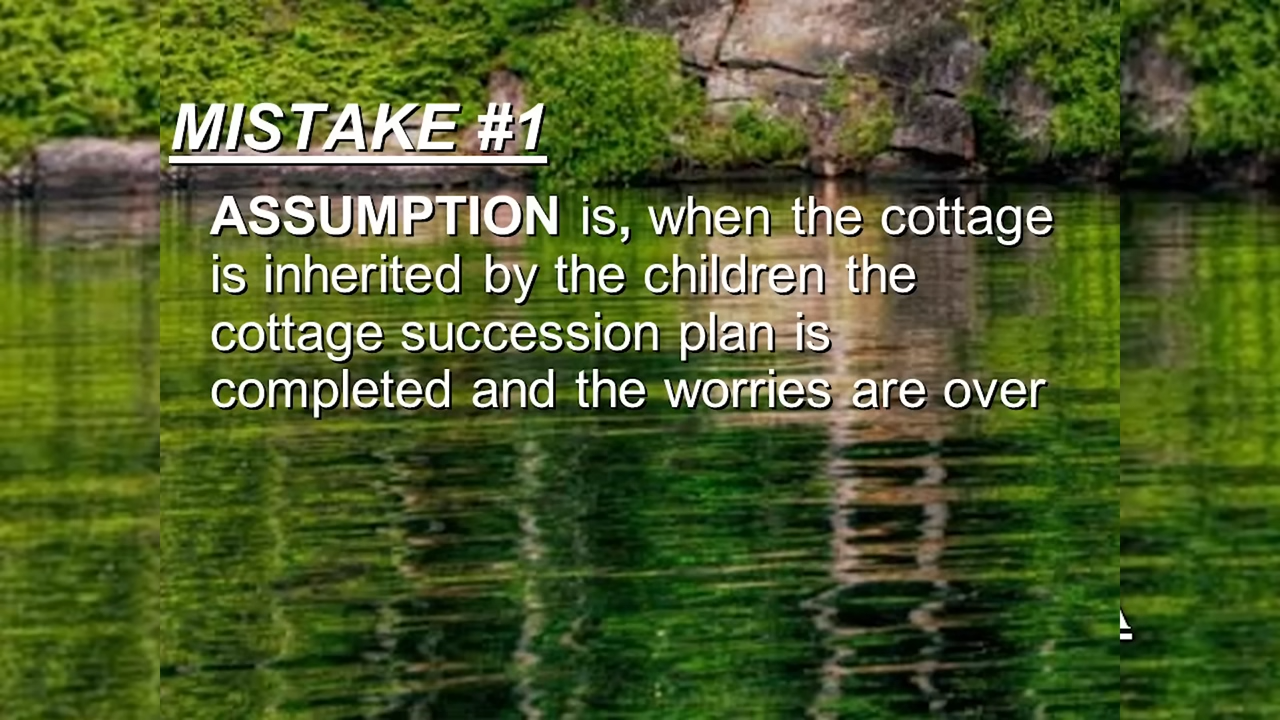 MISTAKE #1
ASSUMPTION is, when the cottage
is inherited by the children the
cottage succession plan is
completed and the worries are over